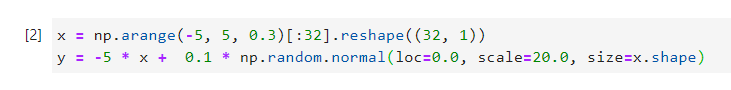 [2] x = np.arange(-5, 5, 0.3)[:32].reshape((32, 1))
y = -5 * x +  0.1 * np.random.normal(loc=0.0, scale=20.0, size=x.shape)